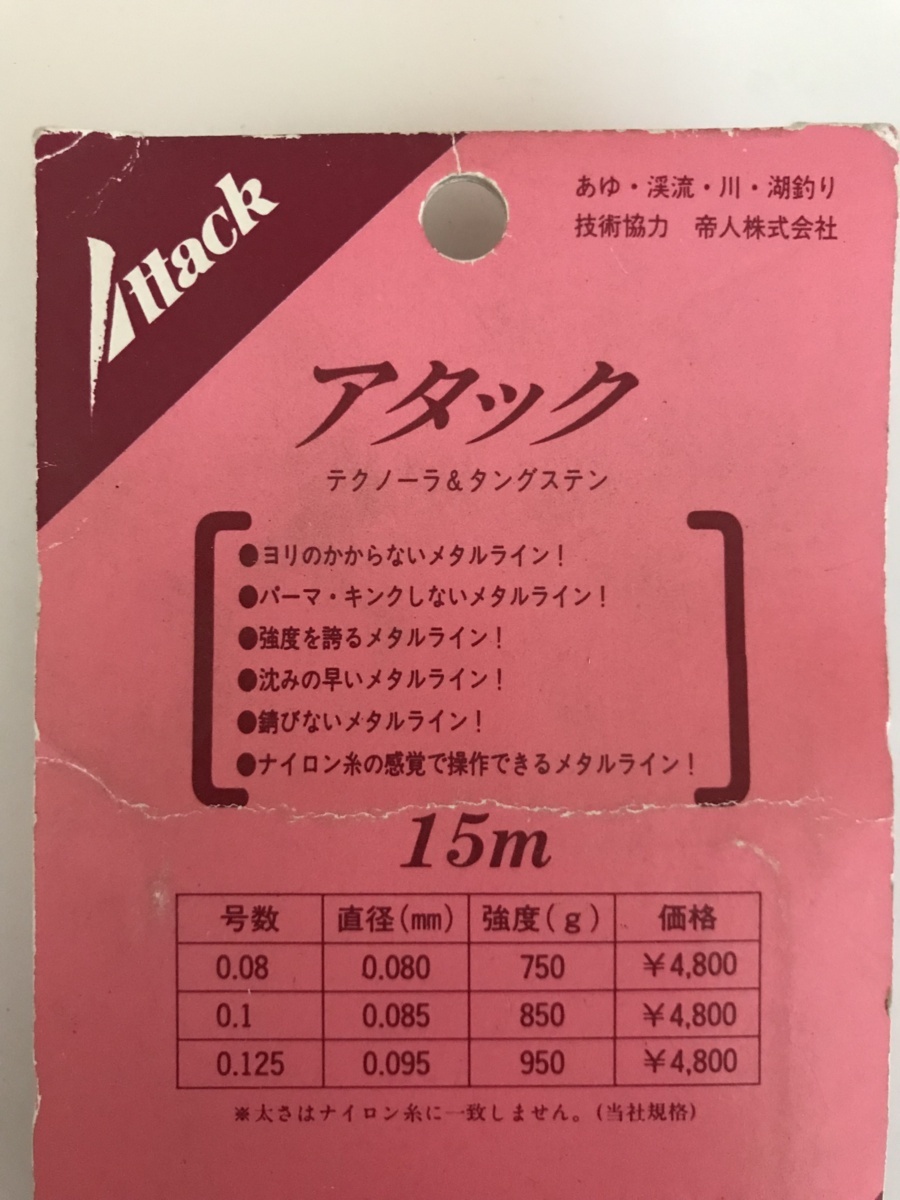 Attack
あゆ・渓流・川・湖釣り
技術協力　帝人株式会社
アタック
テクノーラ＆タングステン
●ヨリのかからないメタルライン！
●パーマ・キンクしないメタルライン！
●強度を誇るメタルライン！
●沈みの早いメタルライン！
●錆びないメタルライン！
●ナイロン糸の感覚で操作できるメタルライン！
15m
号数 直径(mm) 強度(g) 価格
0.08 0.080 750 ￥4,800
0.1 0.085 850 ￥4,800
0.125 0.095 950 ￥4,800
※太さはナイロン糸に一致しません。(当社規格)